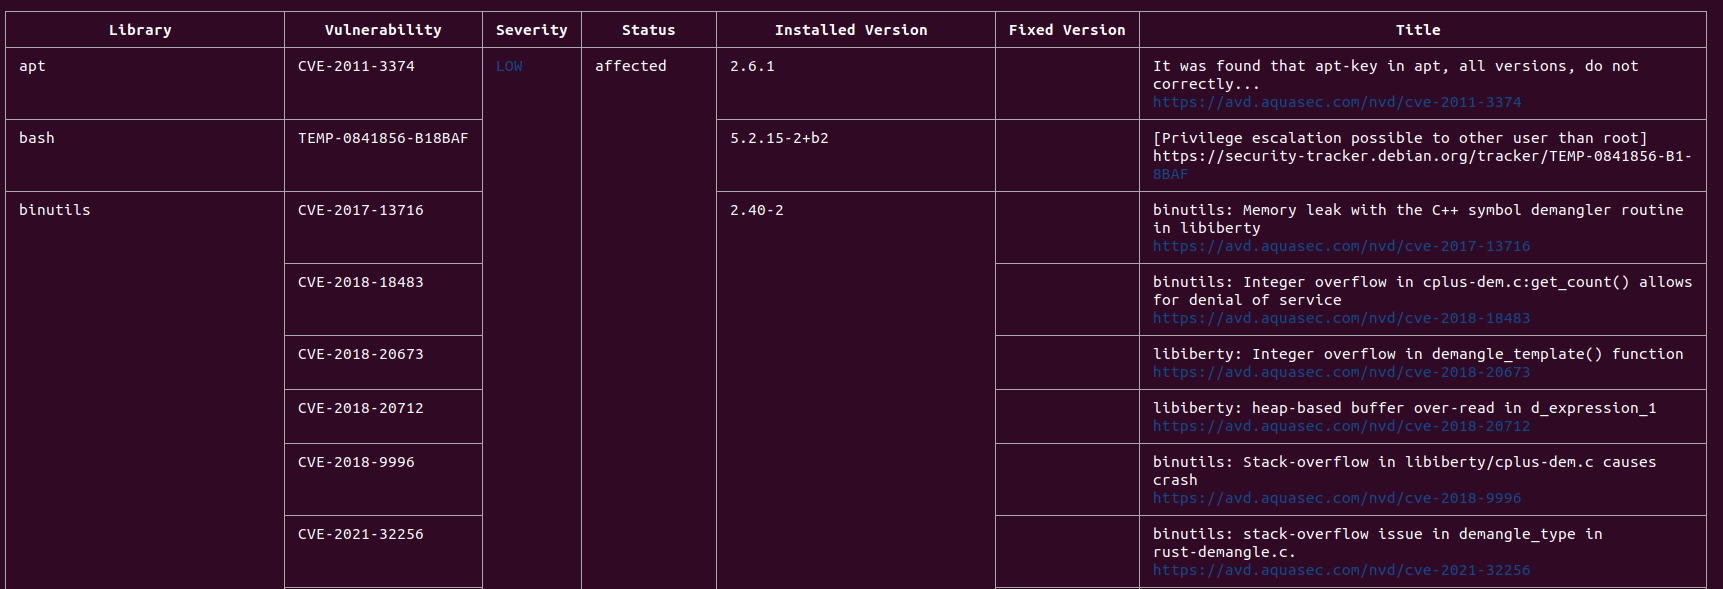 Library Vulnerability Severity Status Installed Version Fixed Version Title
apt CVE-2011-3374 LOW affected 2.6.1 It was found that apt-key in apt, all versions, do not
correctly...
https://avd.aquasec.com/nvd/cve-2011-3374
bash TEMP-0841856-B18BAF 5.2.15-2+b2 [Privilege escalation possible to other user than root]
https://security-tracker.debian.org/tracker/TEMP-0841856-B1-
8BAF
binutils CVE-2017-13716 2.40-2 binutils: Memory leak with the C++ symbol demangler routine
in libiberty
https://avd.aquasec.com/nvd/cve-2017-13716
CVE-2018-18483 binutils: Integer overflow in cplus-dem.c:get_count() allows
for denial of service
https://avd.aquasec.com/nvd/cve-2018-18483
CVE-2018-20673 libiberty: Integer overflow in demangle_template() function
https://avd.aquasec.com/nvd/cve-2018-20673
CVE-2018-20712 libiberty: heap-based buffer over-read in d_expression_1
https://avd.aquasec.com/nvd/cve-2018-20712
CVE-2018-9996 binutils: Stack-overflow in libiberty/cplus-dem.c causes
crash
https://avd.aquasec.com/nvd/cve-2018-9996
CVE-2021-32256 binutils: stack-overflow issue in demangle_type in
rust-demangle.c.
https://avd.aquasec.com/nvd/cve-2021-32256